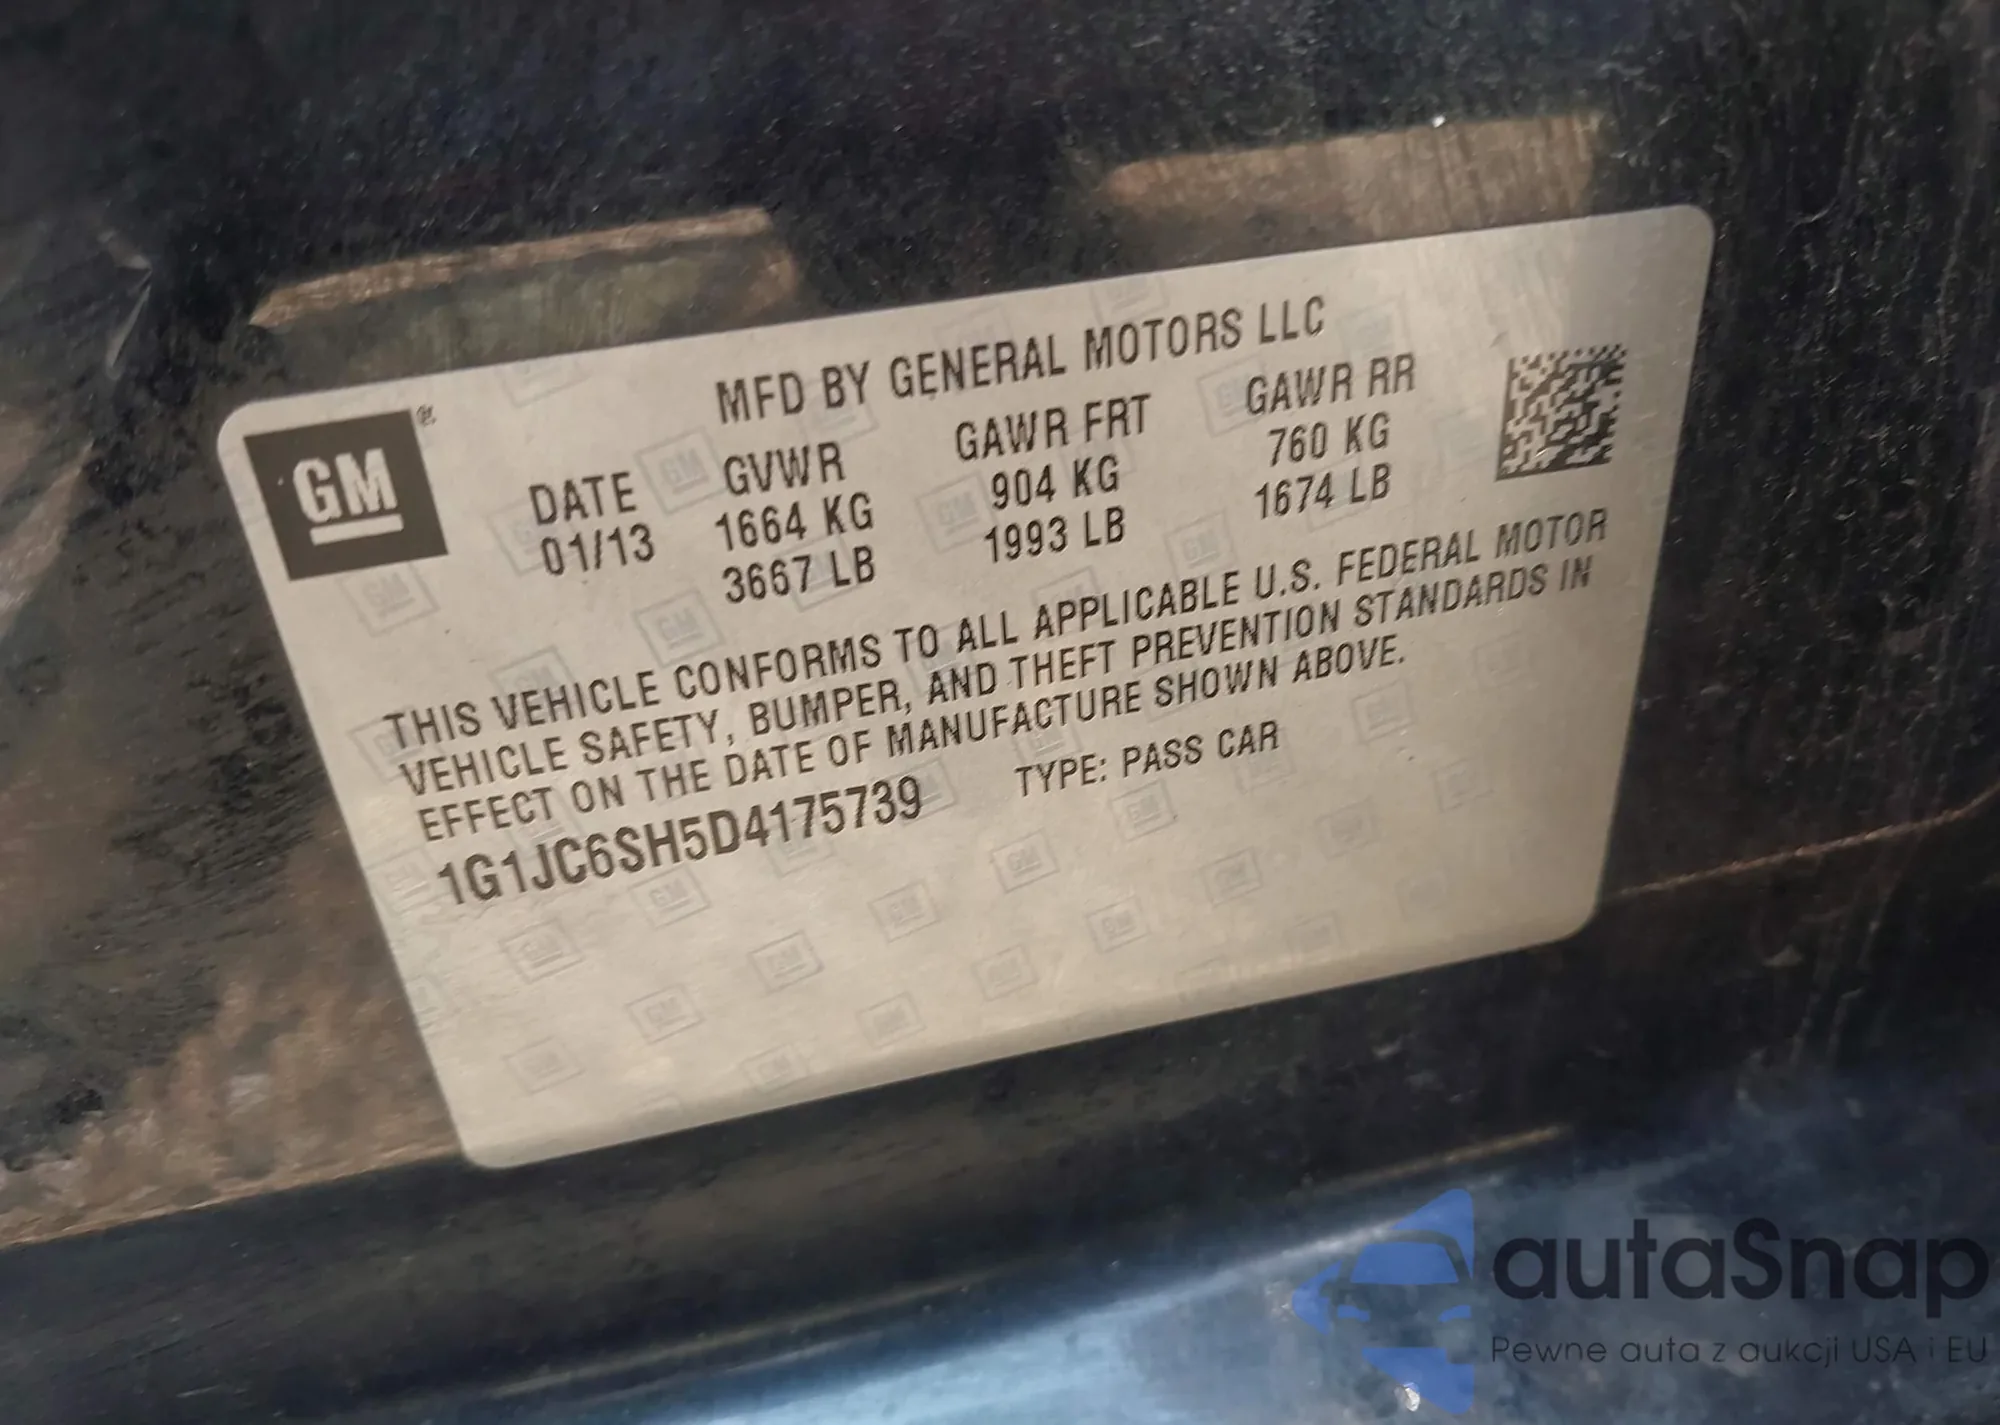 GM®
MFD BY GENERAL MOTORS LLC
DATE GVWR GAWR FRT GAWR RR
01/13 1664 KG 904 KG 760 KG
3667 LB 1993 LB 1674 LB
THIS VEHICLE CONFORMS TO ALL APPLICABLE U.S. FEDERAL MOTOR
VEHICLE SAFETY, BUMPER, AND THEFT PREVENTION STANDARDS IN
EFFECT ON THE DATE OF MANUFACTURE SHOWN ABOVE.
1G1JC6SH5D4175739 TYPE: PASS CAR
autaSnap
Pewne auta z aukcji USA i EU